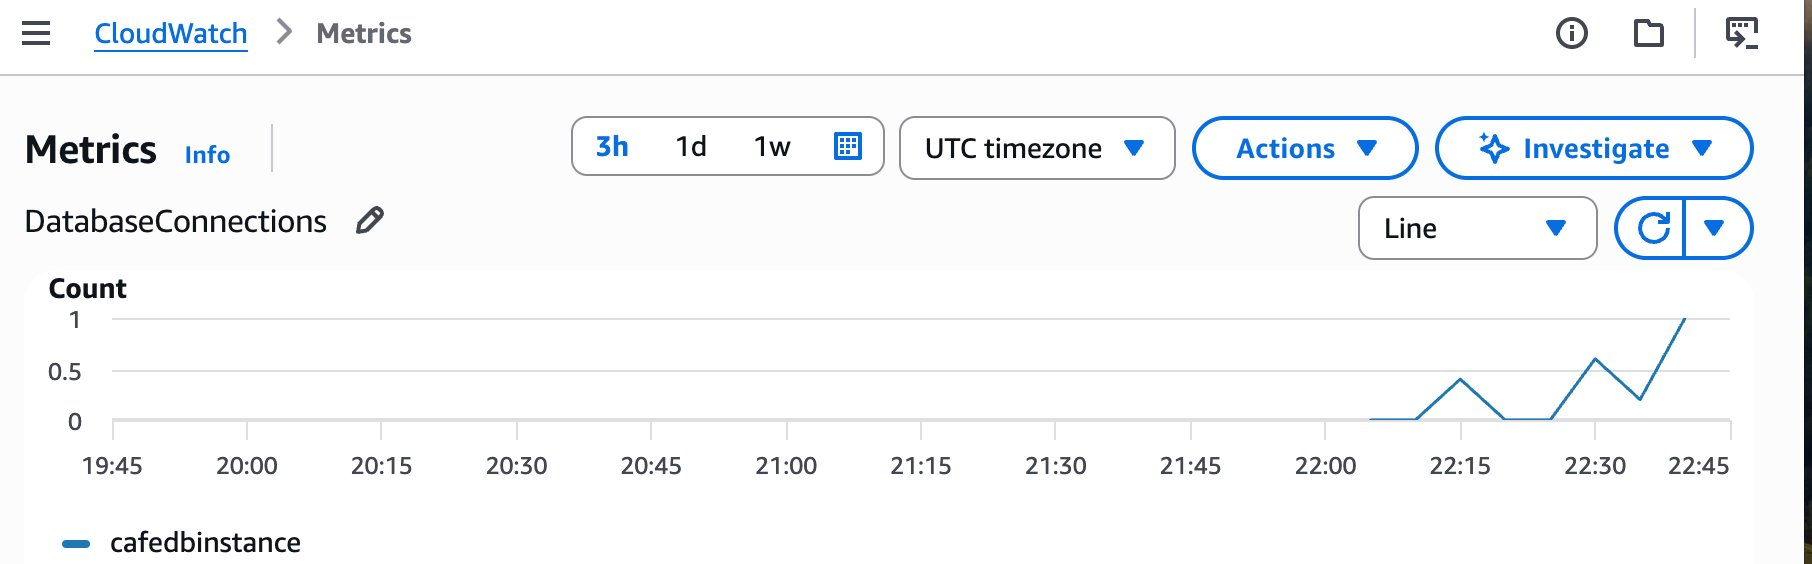 CloudWatch > Metrics
Metrics Info
3h 1d 1w UTC timezone Actions Investigate
DatabaseConnections
Line
Count
1
0.5
0
19:45 20:00 20:15 20:30 20:45 21:00 21:15 21:30 21:45 22:00 22:15 22:30 22:45
cafedbinstance